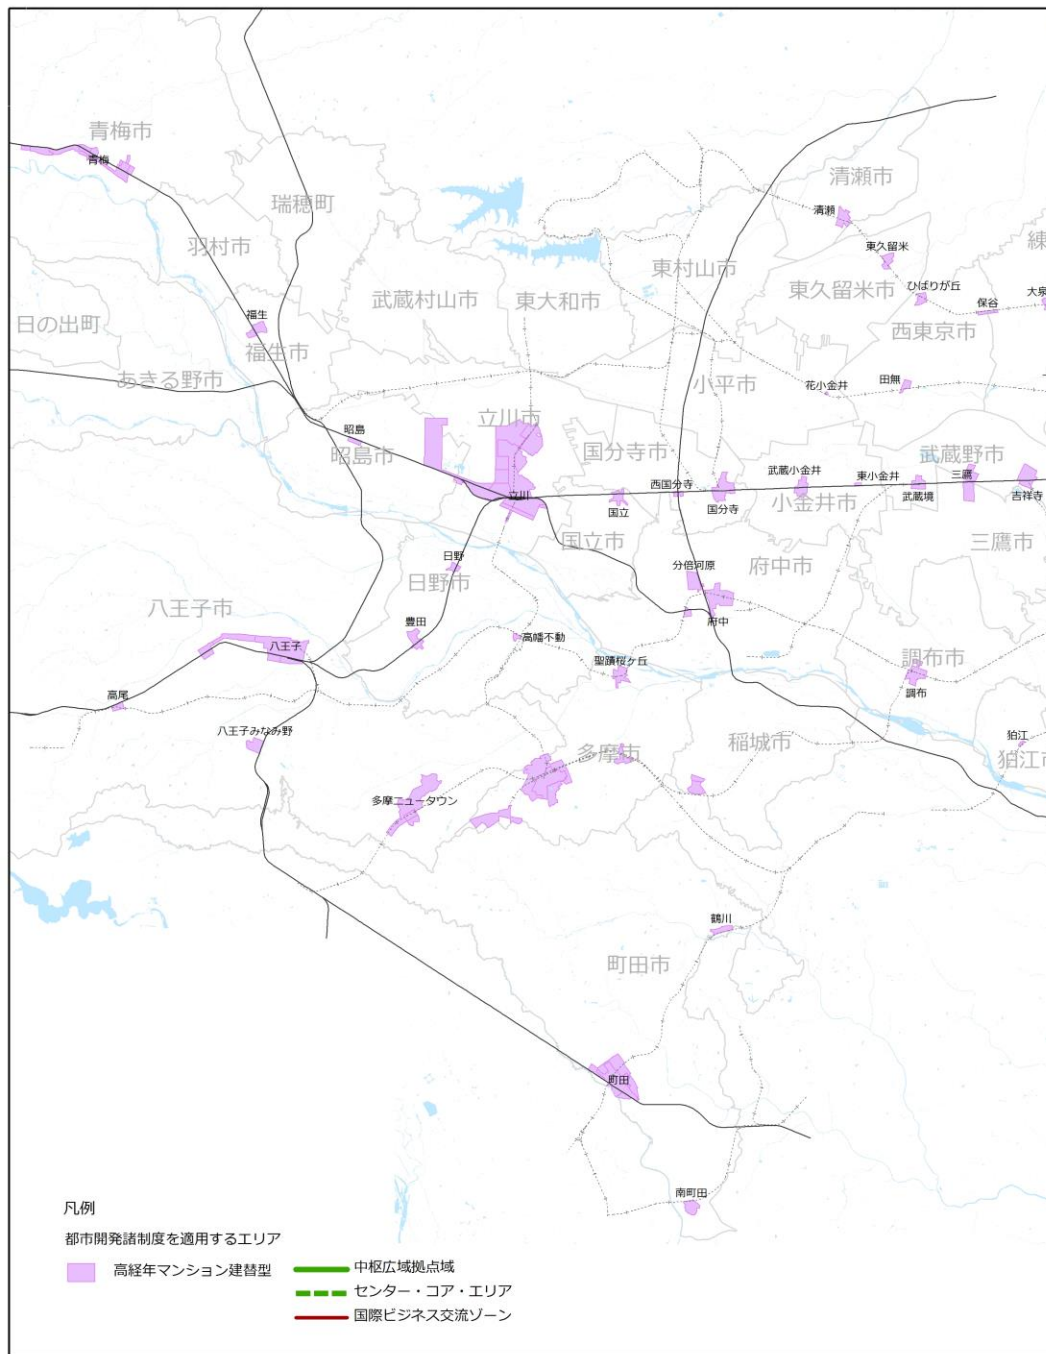 青梅市
青梅
瑞穂町
清瀬市
清瀬
羽村市
練
東久留米
東村山市
東久留米市
ひばりが丘
大泉
武蔵村山市
東大和市
保谷
日の出町
福生
西東京市
福生市
あきる野市
小平市
花小金井
田無
立川市
昭島
昭島市
国分寺市
武蔵野市
武蔵小金井
東小金井
三鷹
西国分寺
立川
国立
国分寺
小金井市
武蔵境
吉祥寺
国立市
三鷹市
日野
分倍河原
府中市
日野市
八王子市
豊田
府中
八王子
高幡不動
聖蹟桜ケ丘
調布市
高尾
調布
八王子みなみ野
狛江
稲城市
多摩市
狛江市
多摩ニュータウン
鶴川
町田市
町田
南町田
凡例
都市開発諸制度を適用するエリア
高経年マンション建替型
中枢広域拠点域
センター・コア・エリア
国際ビジネス交流ゾーン